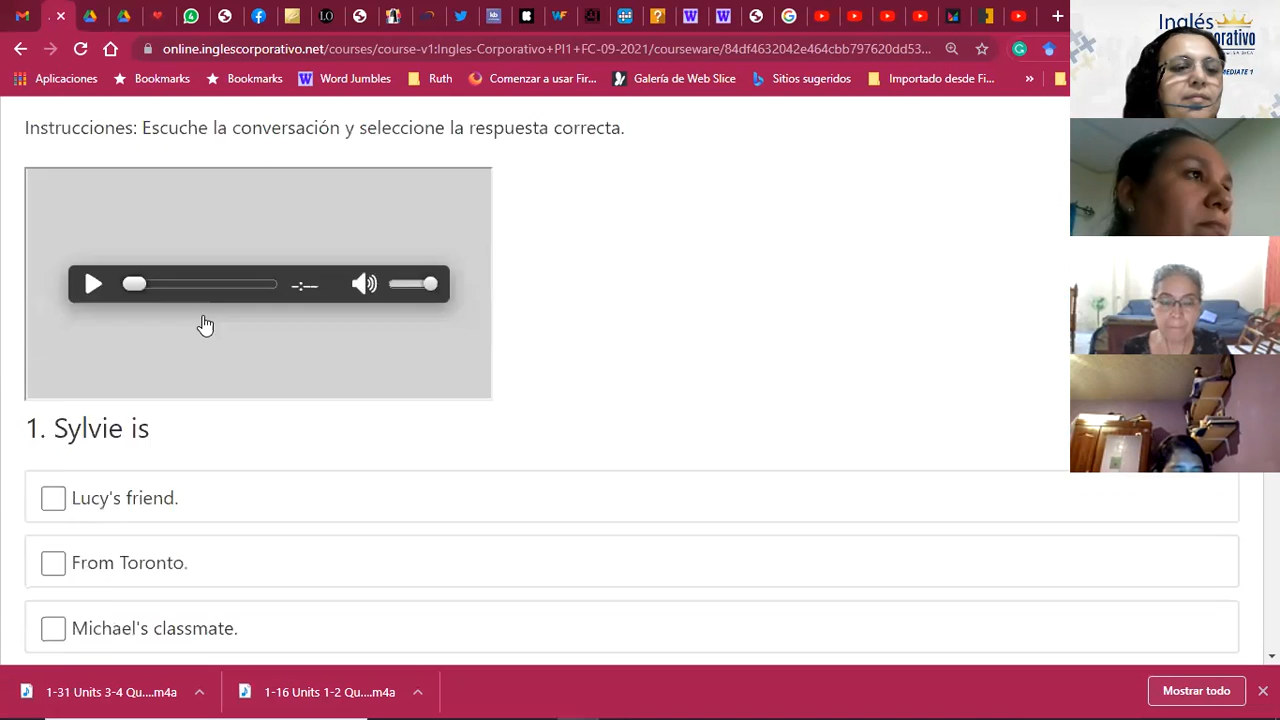 Inglés
online.inglescorporativo.net/courses/course-v1:Ingles-Corporativo+PI1+FC-09-2021/courseware/84df4632042e464cbb797620dd53...
Aplicaciones Bookmarks Bookmarks Word Jumbles Ruth Comenzar a usar Fir... Galería de Web Slice Sitios sugeridos Importado desde Fi... »
Instrucciones: Escuche la conversación y seleccione la respuesta correcta.
-:--
1. Sylvie is
Lucy's friend.
From Toronto.
Michael's classmate.
1-31 Units 3-4 Qu....m4a 1-16 Units 1-2 Qu....m4a Mostrar todo